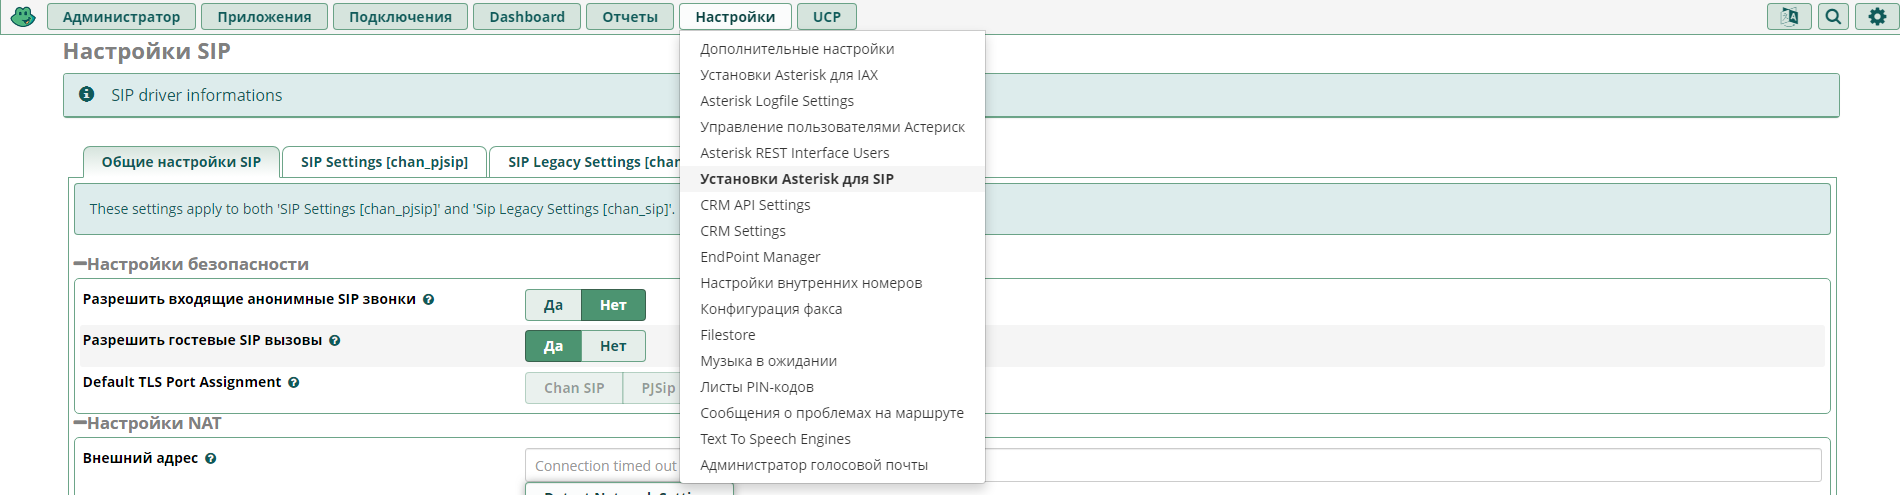 Администратор Приложения Подключения Dashboard Отчеты Настройки UCP
Настройки SIP
SIP driver informations
Общие настройки SIP SIP Settings [chan_pjsip] SIP Legacy Settings [chan
These settings apply to both 'SIP Settings [chan_pjsip]' and 'Sip Legacy Settings [chan_sip]'.
Настройки безопасности
Разрешить входящие анонимные SIP звонки Да Нет
Разрешить гостевые SIP вызовы Да Нет
Default TLS Port Assignment Chan SIP PJSip
Настройки NAT
Внешний адрес Connection timed out
Дополнительные настройки
Установки Asterisk для IAX
Asterisk Logfile Settings
Управление пользователями Астериск
Asterisk REST Interface Users
Установки Asterisk для SIP
CRM API Settings
CRM Settings
EndPoint Manager
Настройки внутренних номеров
Конфигурация факса
Filestore
Музыка в ожидании
Листы PIN-кодов
Сообщения о проблемах на маршруте
Text To Speech Engines
Администратор голосовой почты